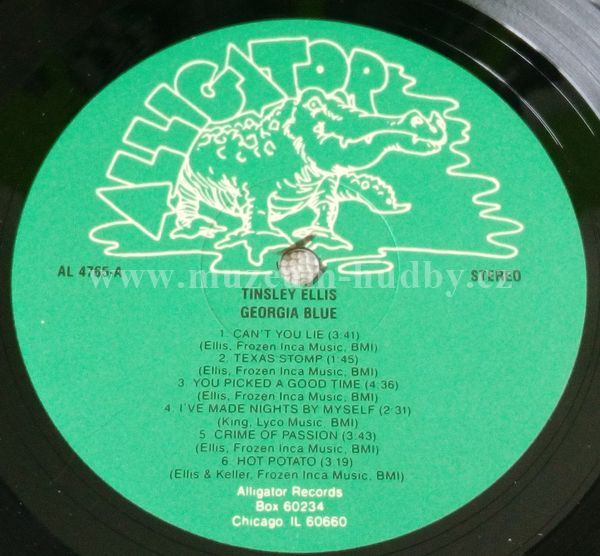 ALLIGATOR
AL 4765-A
STEREO
www.muzeum-hudby.cz
TINSLEY ELLIS
GEORGIA BLUE
1. CAN'T YOU LIE (3:41)
(Ellis, Frozen Inca Music, BMI)
2. TEXAS STOMP (1:45)
(Ellis, Frozen Inca Music, BMI)
3. YOU PICKED A GOOD TIME (4:36)
(Ellis, Frozen Inca Music, BMI)
4. I'VE MADE NIGHTS BY MYSELF (2:31)
(King, Lyco Music, BMI)
5 CRIME OF PASSION (3:43)
(Ellis, Frozen Inca Music, BMI)
6. HOT POTATO (3:19)
(Ellis & Keller, Frozen Inca Music, BMI)
Alligator Records
Box 60234
Chicago IL 60660